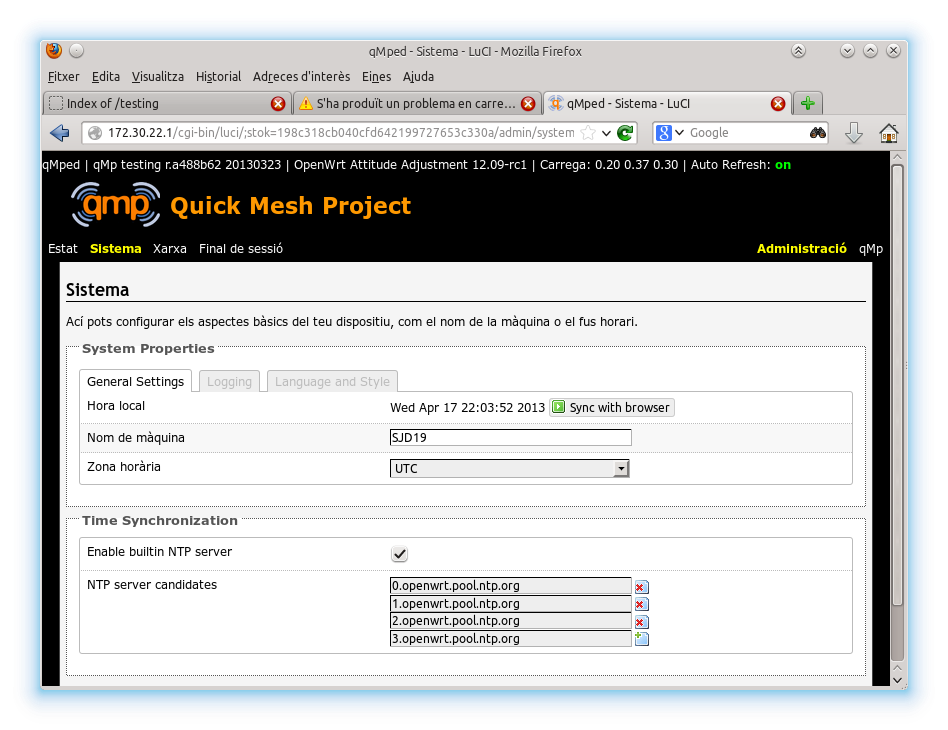 qMped - Sistema - LuCI - Mozilla Firefox
Fitxer Edita Visualitza Historial Adreces d'interès Eines Ajuda
Index of /testing S'ha produït un problema en carre... qMped - Sistema - LuCI
172.30.22.1/cgi-bin/luci/;stok=198c318cb040cfd642199727653c330a/admin/system Google
qMped | qMp testing r.a488b62 20130323 | OpenWrt Attitude Adjustment 12.09-rc1 | Carrega: 0.20 0.37 0.30 | Auto Refresh: on
qmp Quick Mesh Project
Estat Sistema Xarxa Final de sessió Administració qMp
Sistema
Ací pots configurar els aspectes bàsics del teu dispositiu, com el nom de la màquina o el fus horari.
System Properties
General Settings Logging Language and Style
Hora local Wed Apr 17 22:03:52 2013 Sync with browser
Nom de màquina SJD19
Zona horària UTC
Time Synchronization
Enable builtin NTP server
NTP server candidates 0.openwrt.pool.ntp.org
1.openwrt.pool.ntp.org
2.openwrt.pool.ntp.org
3.openwrt.pool.ntp.org